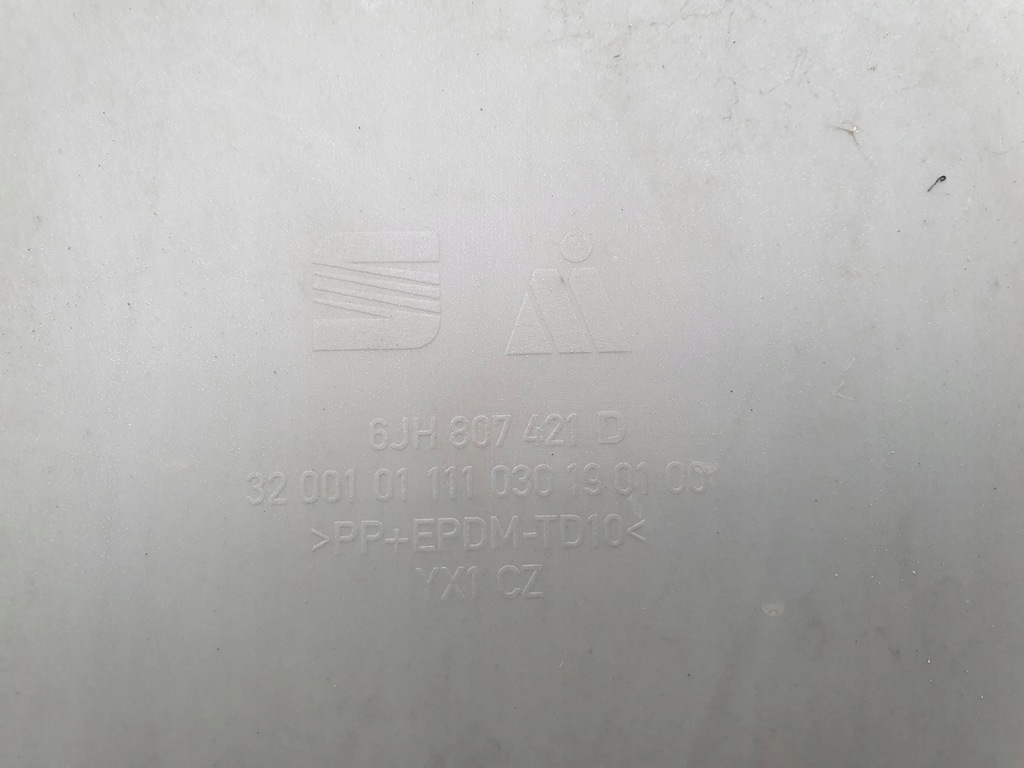 6JH 807 421 D
32 001 01 111 030 19 01 00
>PP+EPDM-TD10<
YX1 CZ